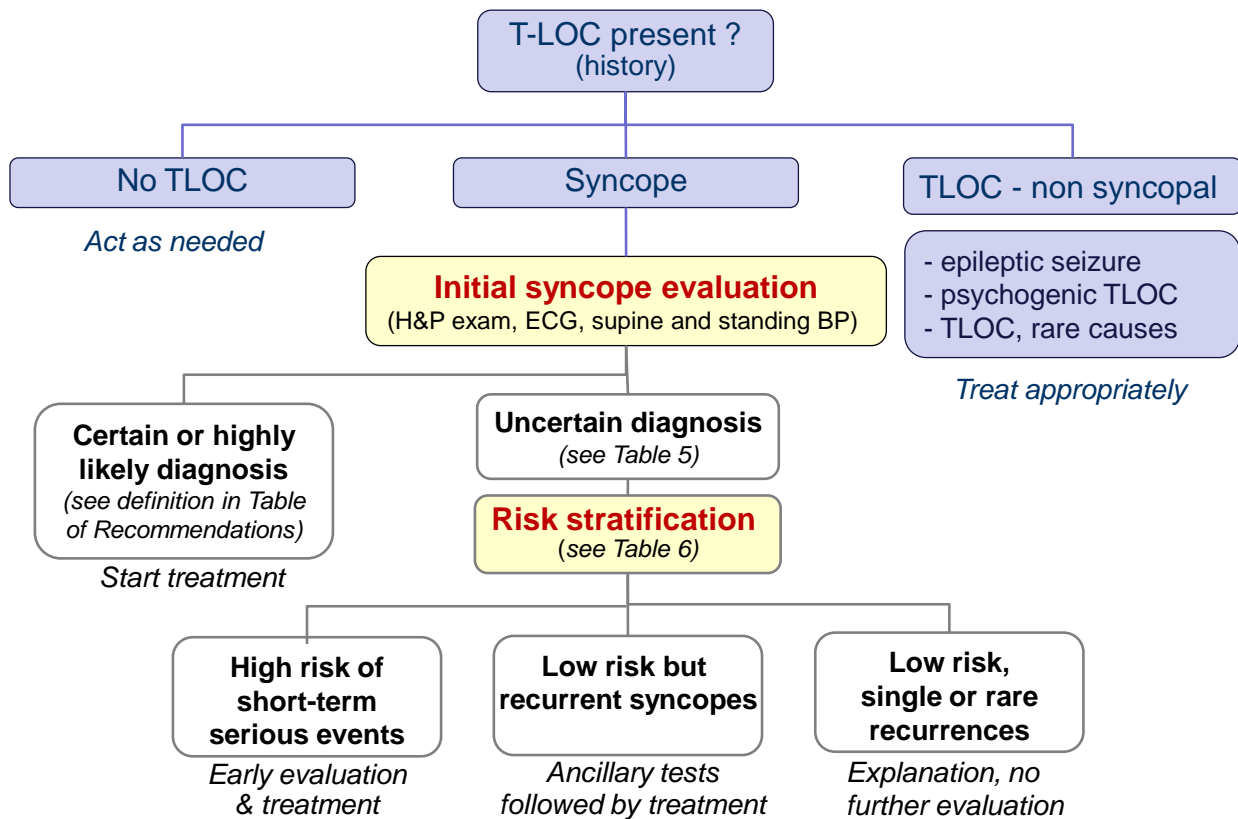 T-LOC present ?
(history)
No TLOC
Syncope
TLOC - non syncopal
Act as needed
- epileptic seizure
- psychogenic TLOC
- TLOC, rare causes
Treat appropriately
Initial syncope evaluation
(H&P exam, ECG, supine and standing BP)
Certain or highly
likely diagnosis
(see definition in Table
of Recommendations)
Start treatment
Uncertain diagnosis
(see Table 5)
Risk stratification
(see Table 6)
High risk of
short-term
serious events
Early evaluation
& treatment
Low risk but
recurrent syncopes
Ancillary tests
followed by treatment
Low risk,
single or rare
recurrences
Explanation, no
further evaluation